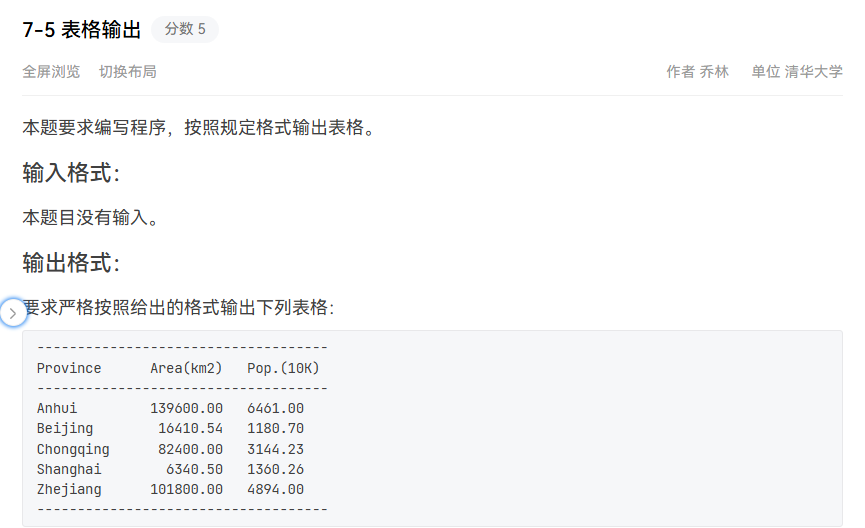 7-5 表格输出 分数 5
全屏浏览 切换布局 作者 乔林 单位 清华大学
本题要求编写程序，按照规定格式输出表格。
输入格式：
本题目没有输入。
输出格式：
要求严格按照给出的格式输出下列表格：
------------------------------------
Province      Area(km2)   Pop.(10K)
------------------------------------
Anhui         139600.00   6461.00
Beijing        16410.54   1180.70
Chongqing      82400.00   3144.23
Shanghai        6340.50   1360.26
Zhejiang      101800.00   4894.00
------------------------------------